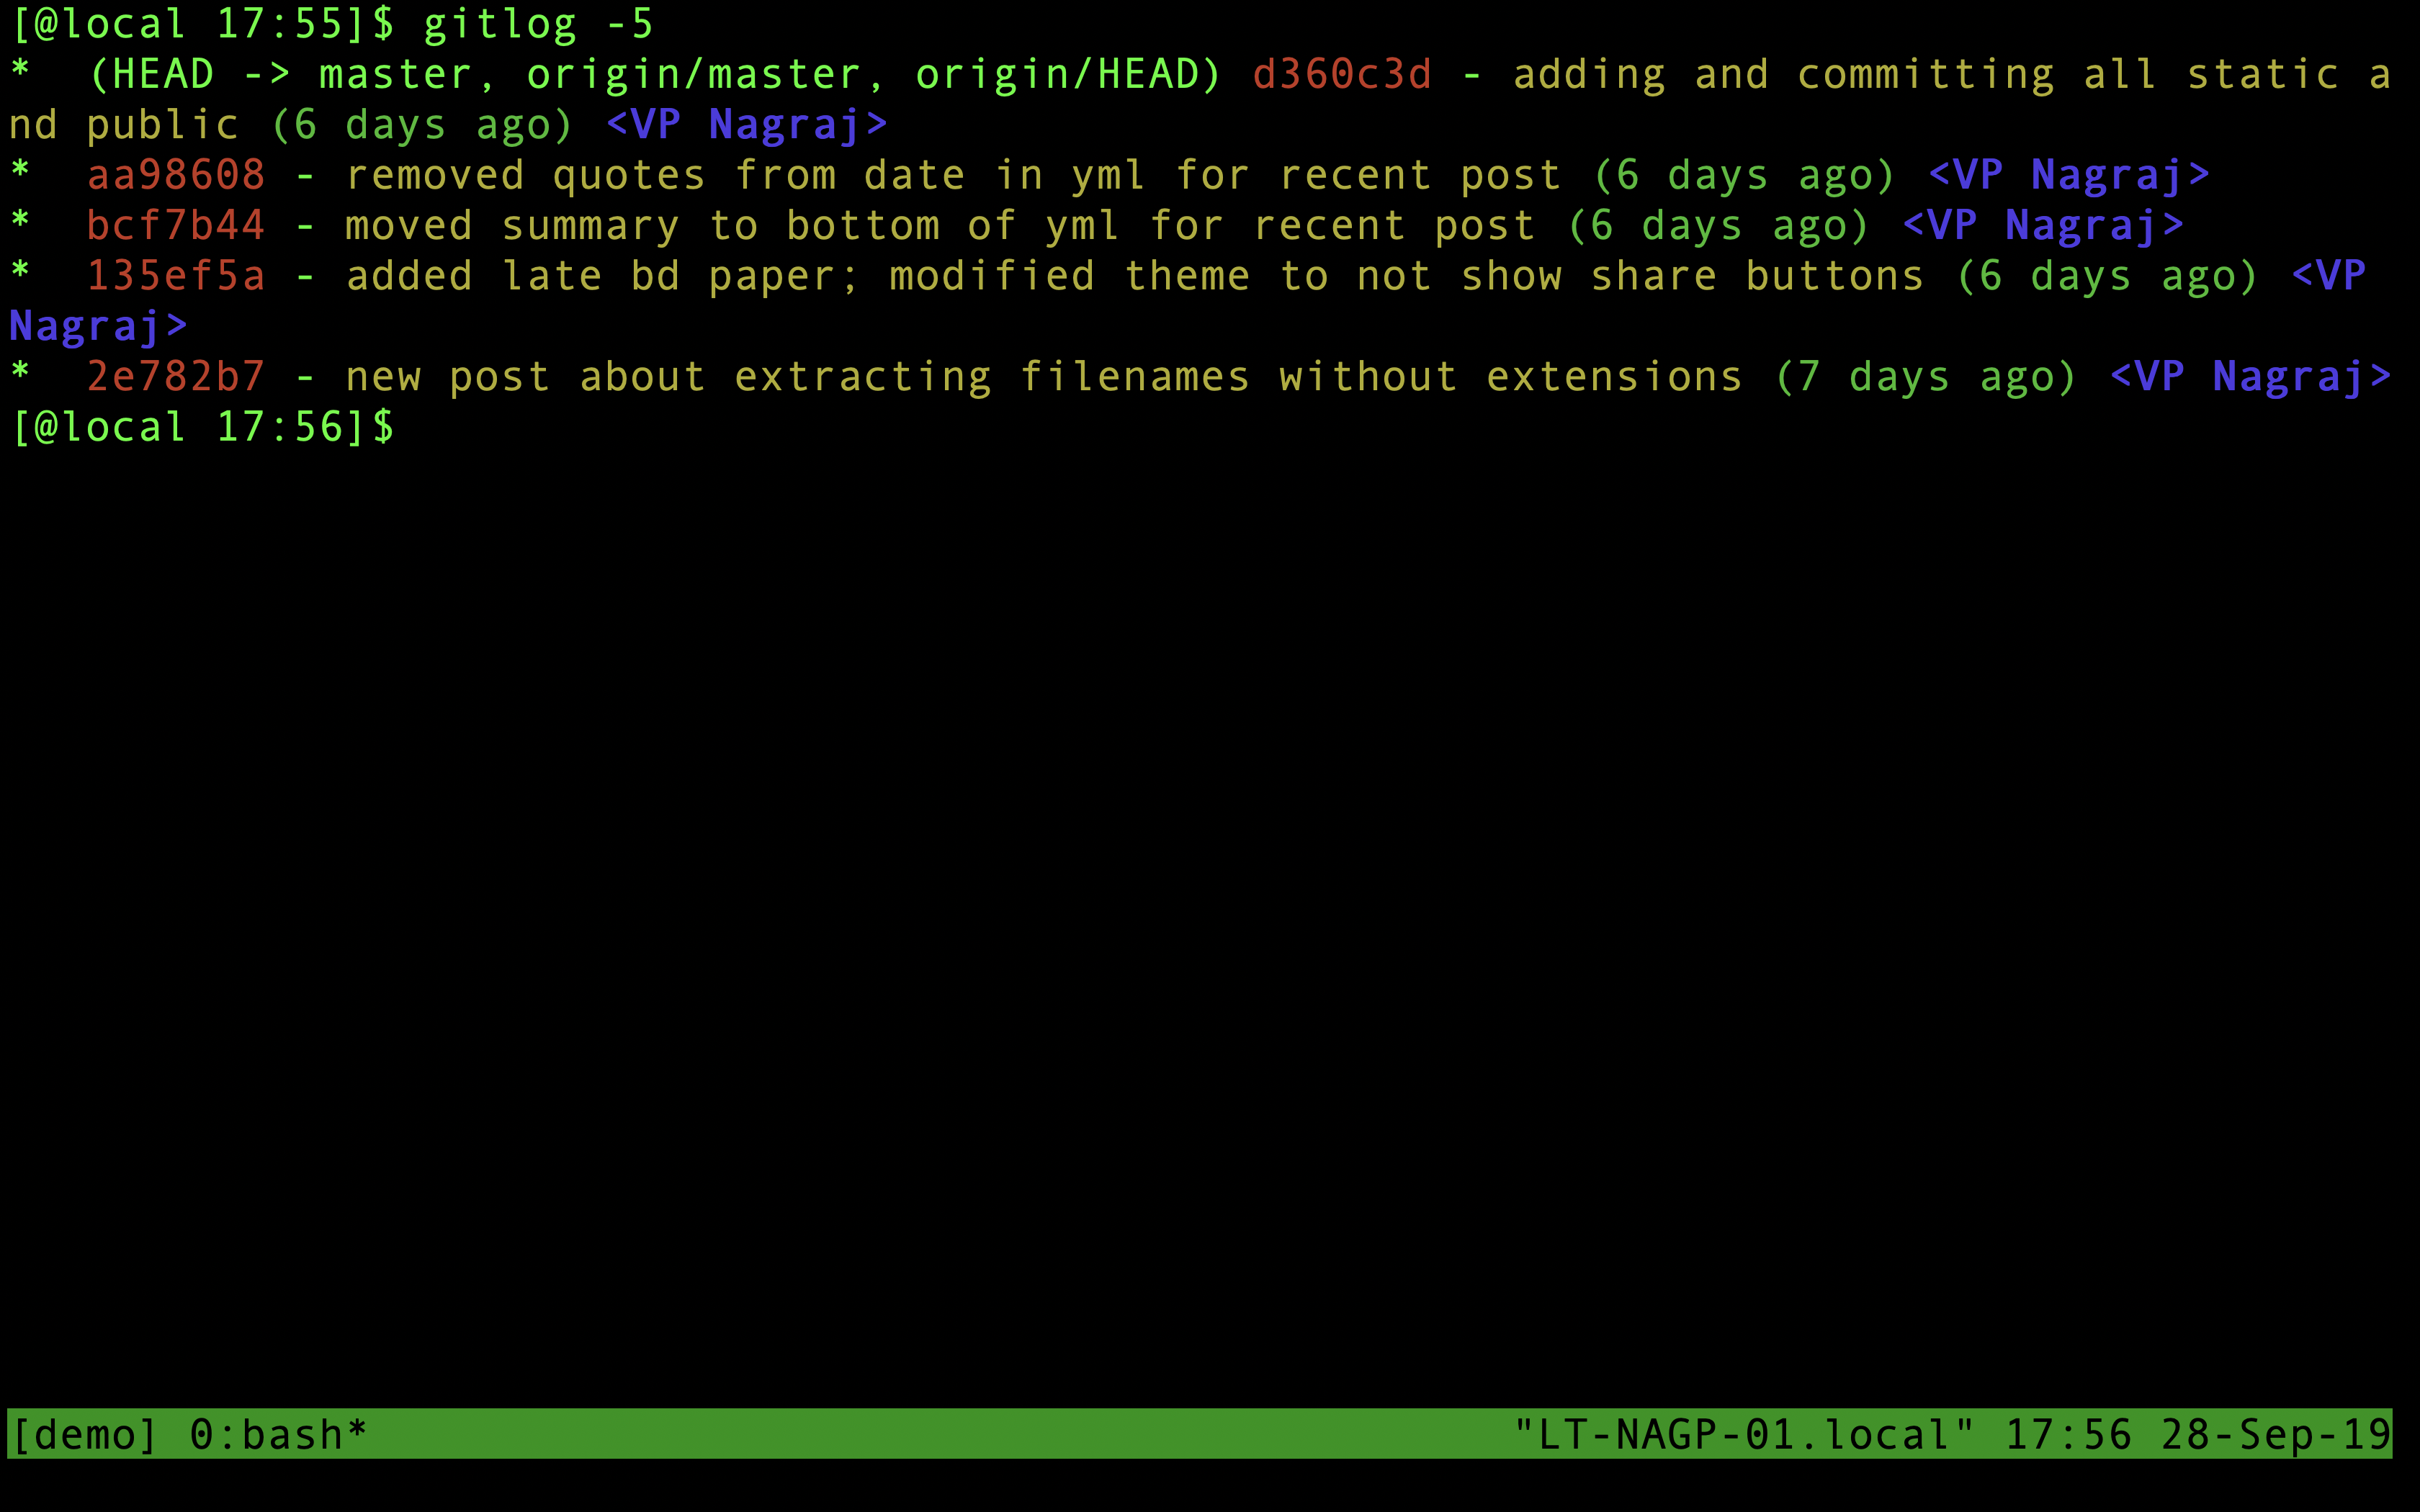 [@local 17:55]$ gitlog -5
*  (HEAD -> master, origin/master, origin/HEAD) d360c3d - adding and committing all static a
nd public (6 days ago) <VP Nagraj>
*  aa98608 - removed quotes from date in yml for recent post (6 days ago) <VP Nagraj>
*  bcf7b44 - moved summary to bottom of yml for recent post (6 days ago) <VP Nagraj>
*  135ef5a - added late bd paper; modified theme to not show share buttons (6 days ago) <VP
Nagraj>
*  2e782b7 - new post about extracting filenames without extensions (7 days ago) <VP Nagraj>
[@local 17:56]$
[demo] 0:bash* "LT-NAGP-01.local" 17:56 28-Sep-19